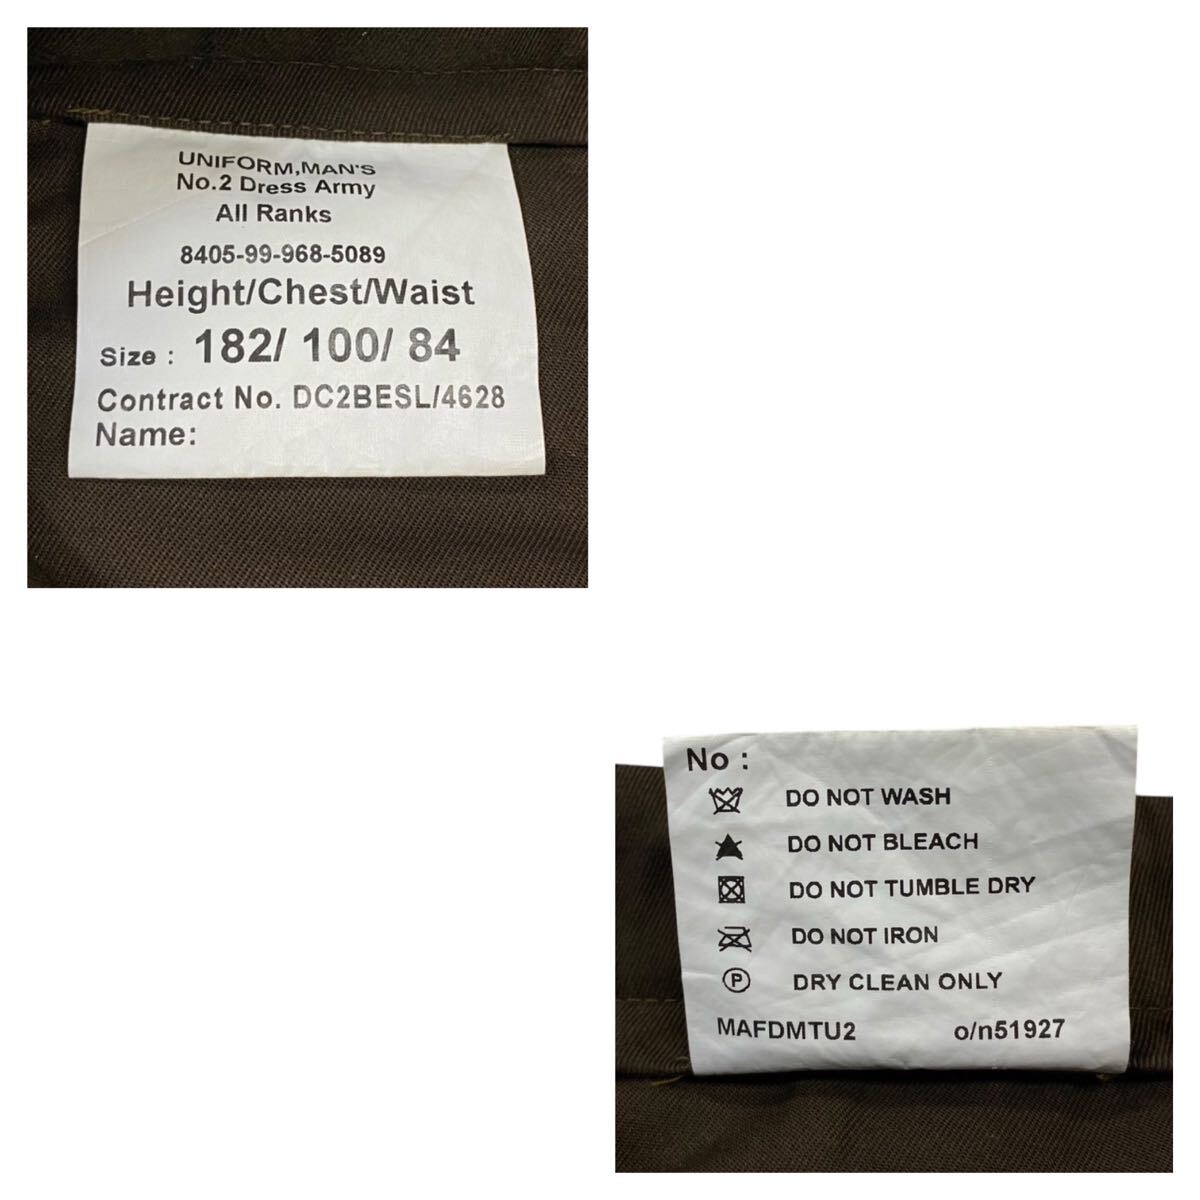 UNIFORM,MAN'S
No.2 Dress Army
All Ranks
8405-99-968-5089
Height/Chest/Waist
Size : 182/ 100/ 84
Contract No. DC2BESL/4628
Name:
No :
DO NOT WASH
DO NOT BLEACH
DO NOT TUMBLE DRY
DO NOT IRON
P DRY CLEAN ONLY
MAFDMTU2 o/n51927